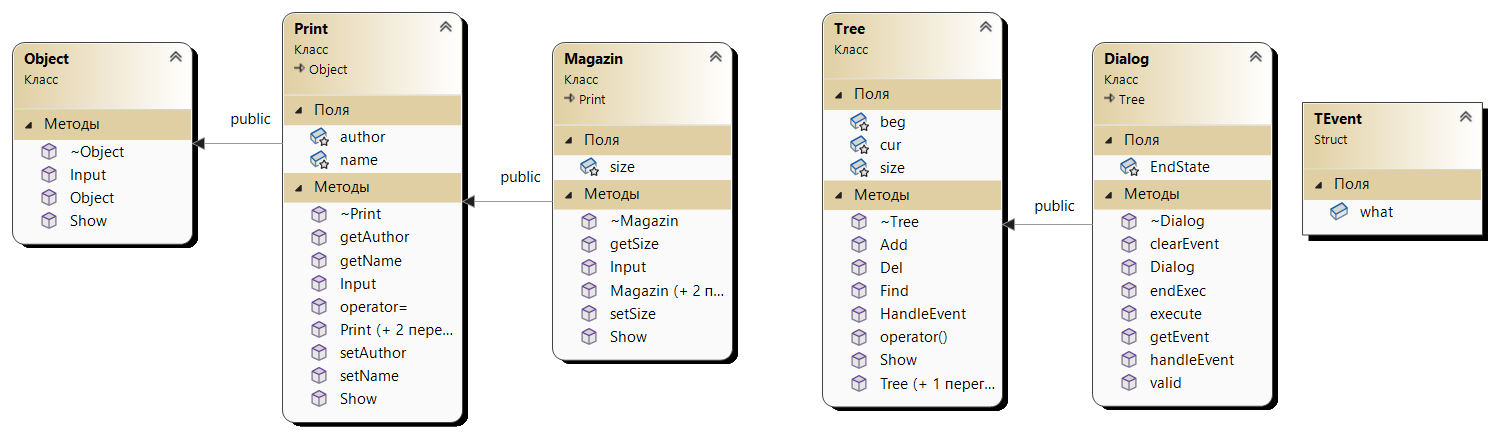 Object
Класс
Методы
~Object
Input
Object
Show
public
Print
Класс
Object
Поля
author
name
Методы
~Print
getAuthor
getName
Input
operator=
Print (+ 2 пере...
setAuthor
setName
Show
public
Magazin
Класс
Print
Поля
size
Методы
~Magazin
getSize
Input
Magazin (+ 2 п...
setSize
Show
Tree
Класс
Поля
beg
cur
size
Методы
~Tree
Add
Del
Find
HandleEvent
operator()
Show
Tree (+ 1 перег...
public
Dialog
Класс
Tree
Поля
EndState
Методы
~Dialog
clearEvent
Dialog
endExec
execute
getEvent
handleEvent
valid
TEvent
Struct
Поля
what